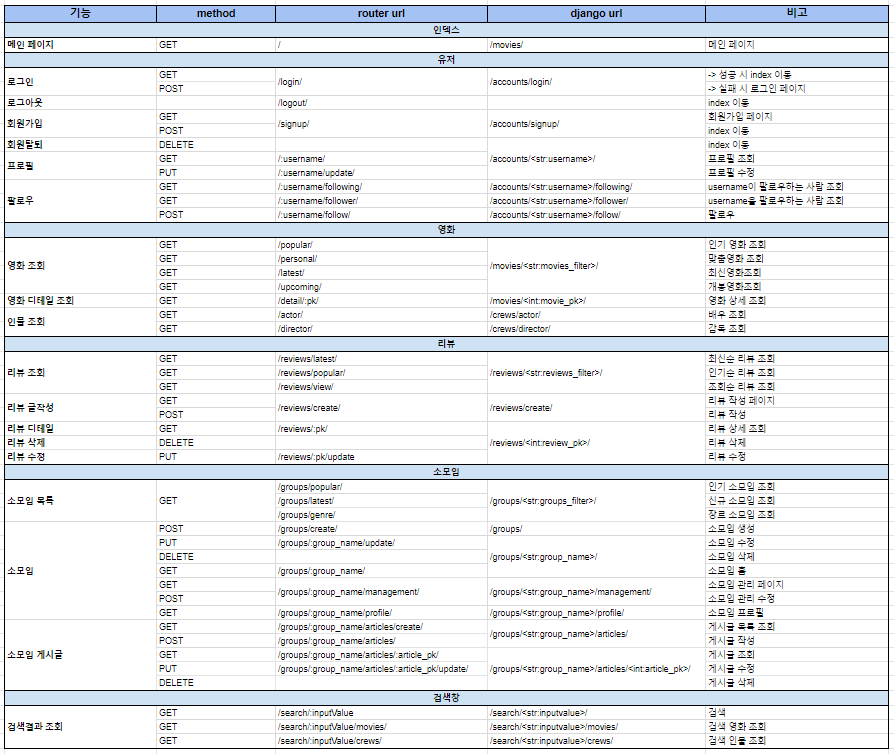 기능 method router url django url 비고
인덱스
메인 페이지 GET / /movies/ 메인 페이지
유저
로그인 GET /login/ /accounts/login/ -> 성공 시 index 이동
POST -> 실패 시 로그인 페이지
로그아웃 /logout/ index 이동
회원가입 GET /signup/ /accounts/signup/ 회원가입 페이지
POST index 이동
회원탈퇴 DELETE /accounts/<str:username>/ index 이동
프로필 GET /:username/ 프로필 조회
PUT /:username/update/ 프로필 수정
팔로우 GET /:username/following/ /accounts/<str:username>/following/ username이 팔로우하는 사람 조회
GET /:username/follower/ /accounts/<str:username>/follower/ username을 팔로우하는 사람 조회
POST /:username/follow/ /accounts/<str:username>/follow/ 팔로우
영화
영화 조회 GET /popular/ /movies/<str:movies_filter>/ 인기 영화 조회
GET /personal/ 맞춤영화 조회
GET /latest/ 최신영화조회
GET /upcoming/ 개봉영화조회
영화 디테일 조회 GET /detail/:pk/ /movies/<int:movie_pk>/ 영화 상세 조회
인물 조회 GET /actor/ /crews/actor/ 배우 조회
GET /director/ /crews/director/ 감독 조회
리뷰
리뷰 조회 GET /reviews/latest/ /reviews/<str:reviews_filter>/ 최신순 리뷰 조회
GET /reviews/popular/ 인기순 리뷰 조회
GET /reviews/view/ 조회순 리뷰 조회
리뷰 글작성 GET /reviews/create/ /reviews/create/ 리뷰 작성 페이지
POST 리뷰 작성
리뷰 디테일 GET /reviews/:pk/ /reviews/<int:review_pk>/ 리뷰 상세 조회
리뷰 삭제 DELETE 리뷰 삭제
리뷰 수정 PUT /reviews/:pk/update 리뷰 수정
소모임
소모임 목록 GET /groups/popular/ /groups/<str:groups_filter>/ 인기 소모임 조회
/groups/latest/ 신규 소모임 조회
/groups/genre/ 장르 소모임 조회
소모임 POST /groups/create/ /groups/ 소모임 생성
PUT /groups/:group_name/update/ /groups/<str:group_name>/ 소모임 수정
DELETE 소모임 삭제
GET /groups/:group_name/ 소모임 홈
GET /groups/:group_name/management/ /groups/<str:group_name>/management/ 소모임 관리 페이지
POST 소모임 관리 수정
GET /groups/:group_name/profile/ /groups/<str:group_name>/profile/ 소모임 프로필
소모임 게시글 GET /groups/:group_name/articles/create/ /groups/<str:group_name>/articles/ 게시글 목록 조회
POST /groups/:group_name/articles/ 게시글 작성
GET /groups/:group_name/articles/:article_pk/ /groups/<str:group_name>/articles/<int:article_pk>/ 게시글 조회
PUT /groups/:group_name/articles/:article_pk/update/ 게시글 수정
DELETE 게시글 삭제
검색창
검색결과 조회 GET /search/:inputValue /search/<str:inputvalue>/ 검색
GET /search/:inputValue/movies/ /search/<str:inputvalue>/movies/ 검색 영화 조회
GET /search/:inputValue/crews/ /search/<str:inputvalue>/crews/ 검색 인물 조회